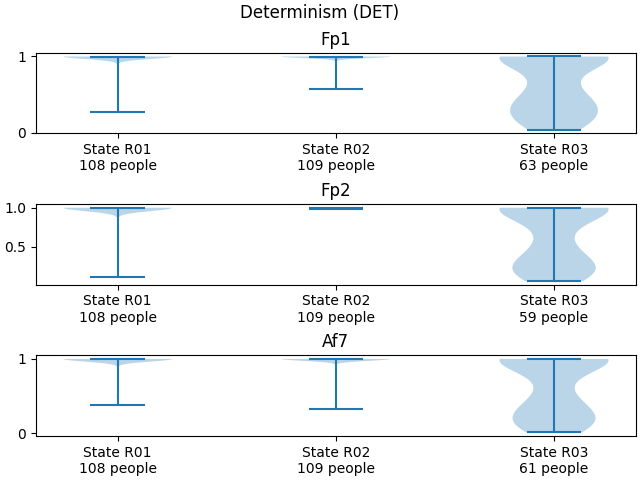 Determinism (DET)
Fp1
1
0
State R01 State R02 State R03
108 people 109 people 63 people
Fp2
1.0
0.5
State R01 State R02 State R03
108 people 109 people 59 people
Af7
1
0
State R01 State R02 State R03
108 people 109 people 61 people